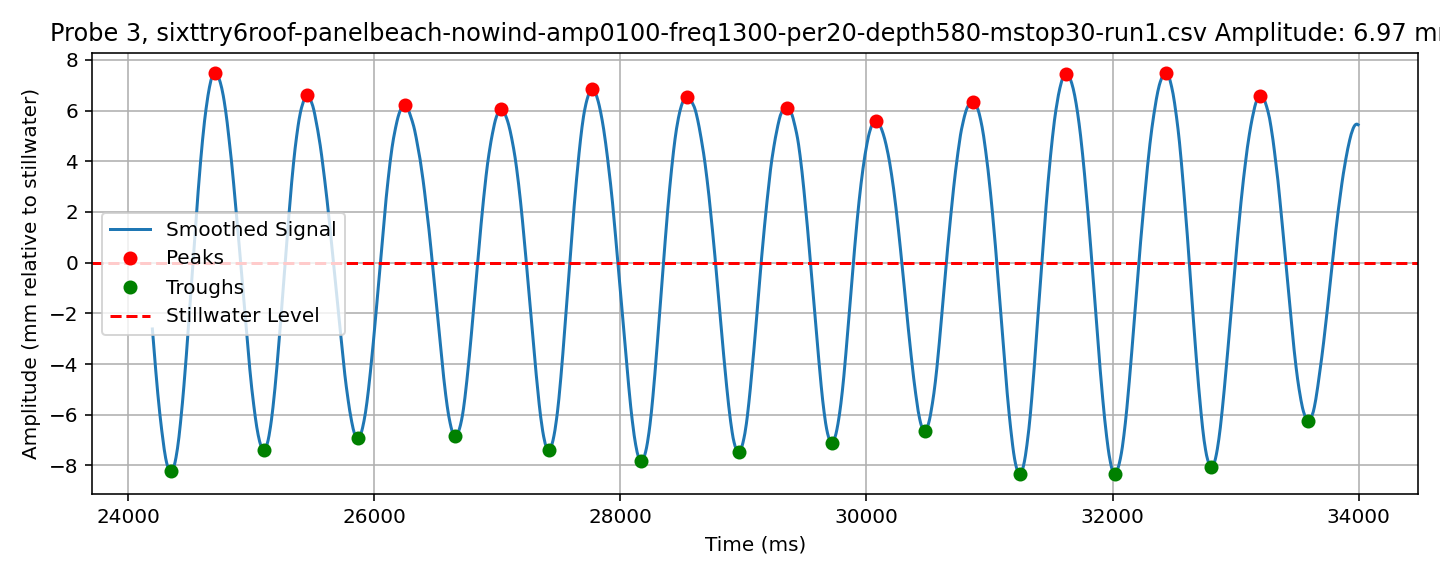 Probe 3, sixttry6roof-panelbeach-nowind-amp0100-freq1300-per20-depth580-mstop30-run1.csv Amplitude: 6.97 m
Amplitude (mm relative to stillwater)
8
6
4
2
0
−2
−4
−6
−8
Smoothed Signal
Peaks
Troughs
Stillwater Level
24000 26000 28000 30000 32000 34000
Time (ms)